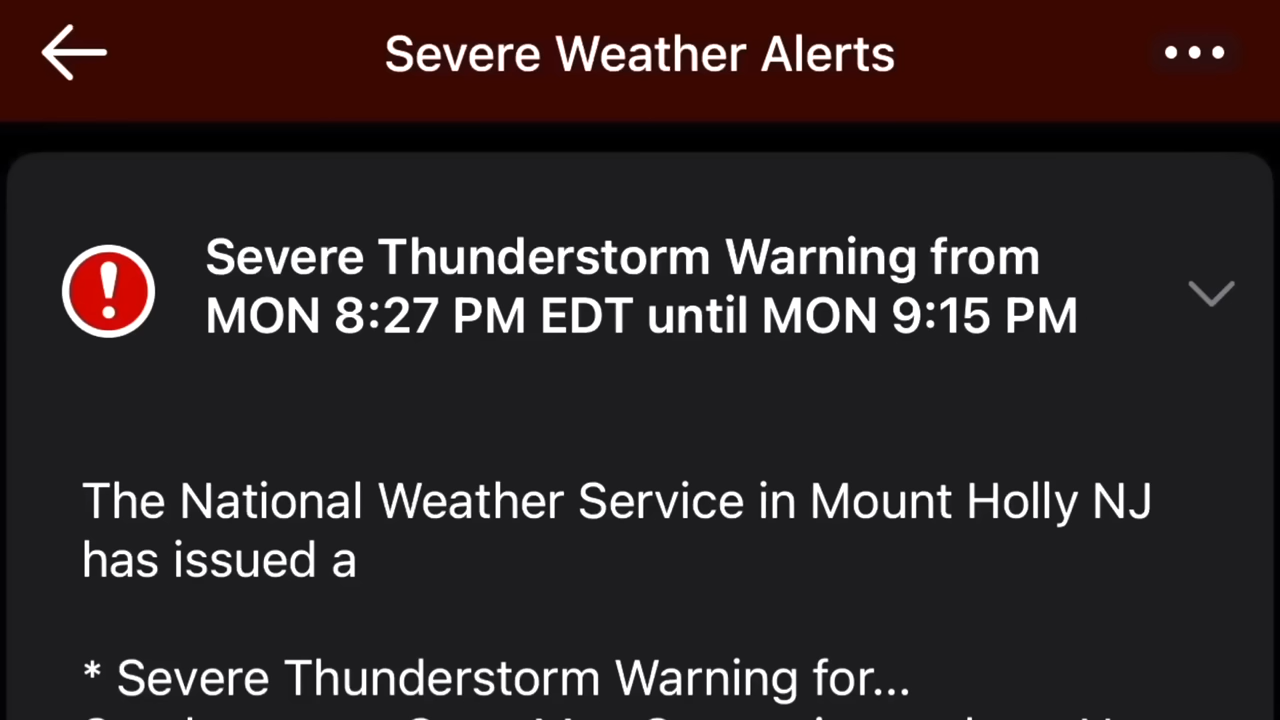 Severe Weather Alerts
Severe Thunderstorm Warning from
MON 8:27 PM EDT until MON 9:15 PM
The National Weather Service in Mount Holly NJ
has issued a
* Severe Thunderstorm Warning for...